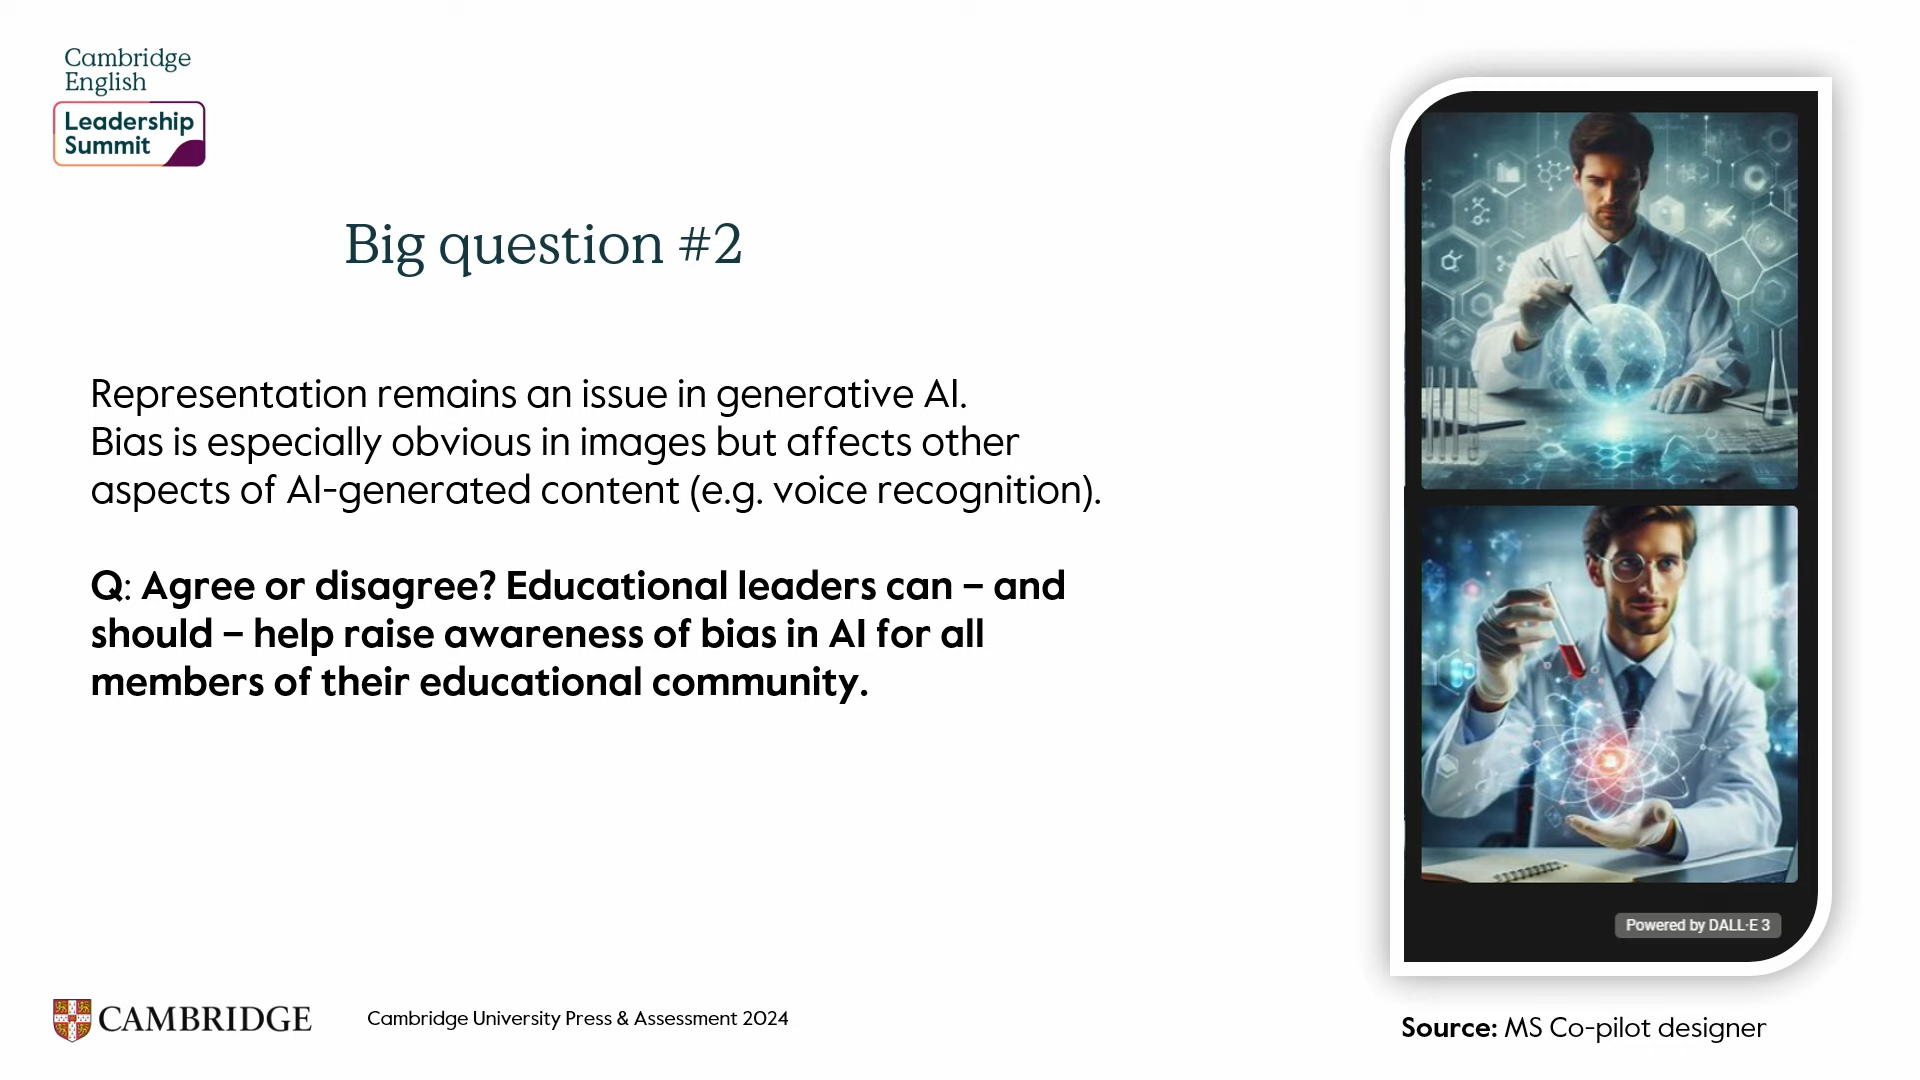 Cambridge
English
Leadership
Summit
Big question #2
Representation remains an issue in generative AI.
Bias is especially obvious in images but affects other
aspects of AI-generated content (e.g. voice recognition).
Q: Agree or disagree? Educational leaders can – and
should – help raise awareness of bias in AI for all
members of their educational community.
Powered by DALL·E 3
CAMBRIDGE
Cambridge University Press & Assessment 2024
Source: MS Co-pilot designer